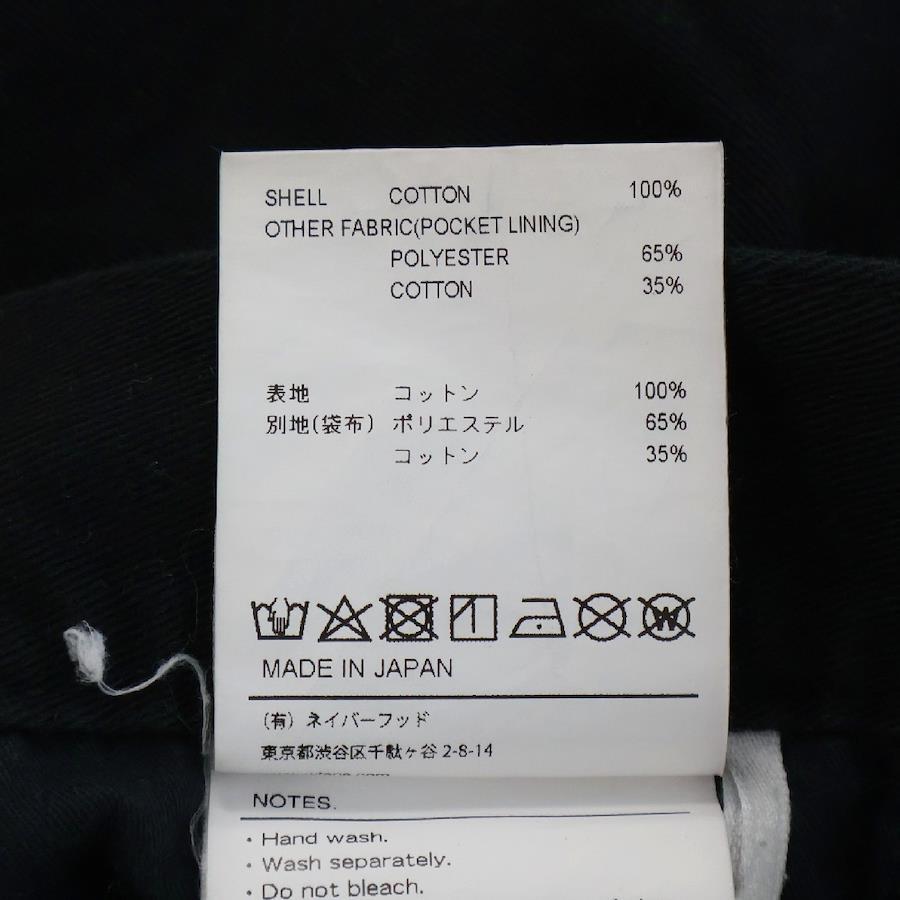 SHELL COTTON 100%
OTHER FABRIC(POCKET LINING)
POLYESTER 65%
COTTON 35%
表地 コットン 100%
別地(袋布) ポリエステル 65%
コットン 35%
W
MADE IN JAPAN
(有) ネイバーフッド
東京都渋谷区千駄ヶ谷 2-8-14
NOTES.
・Hand wash.
・Wash separately.
・Do not bleach.